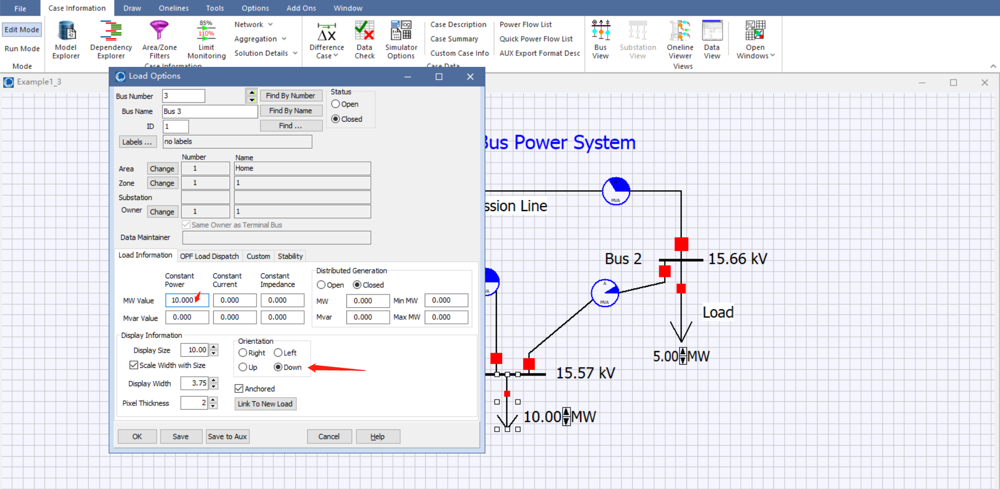 File Case Information Draw Onelines Tools Options Add Ons Window
Edit Mode
Run Mode
Mode
Model Explorer
Dependency Explorer
Area/Zone Filters
85%
110%
Limit Monitoring
Network
Aggregation
Solution Details
Case Information
ΔX
Difference Case
Data Check
log
Simulator Options
Case Description
Case Summary
Custom Case Info
Power Flow List
Quick Power Flow List
AUX Export Format Desc
Case Data
Bus View
Substation View
Oneline Viewer
Data View
Views
Open Windows
Example1_3
Load Options
Bus Number 3 Find By Number
Bus Name Bus 3 Find By Name
ID 1 Find ...
Labels ... no labels
Status
Open
Closed
Number Name
Area Change 1 Home
Zone Change 1 1
Substation
Owner Change 1 1
Same Owner as Terminal Bus
Data Maintainer
Load Information OPF Load Dispatch Custom Stability
Constant Power Constant Current Constant Impedance
MW Value 10.000 0.000 0.000
Mvar Value 0.000 0.000 0.000
Distributed Generation
Open Closed
MW 0.000 Min MW 0.000
Mvar 0.000 Max MW 0.000
Display Information
Display Size 10.00
Scale Width with Size
Display Width 3.75
Pixel Thickness 2
Orientation
Right Left
Up Down
Anchored
Link To New Load
OK Save Save to Aux Cancel Help
Bus Power System
MVA
ssion Line
Bus 2 15.66 kV
A
MVA
VA
Load
5.00 MW
15.57 kV
10.00 MW